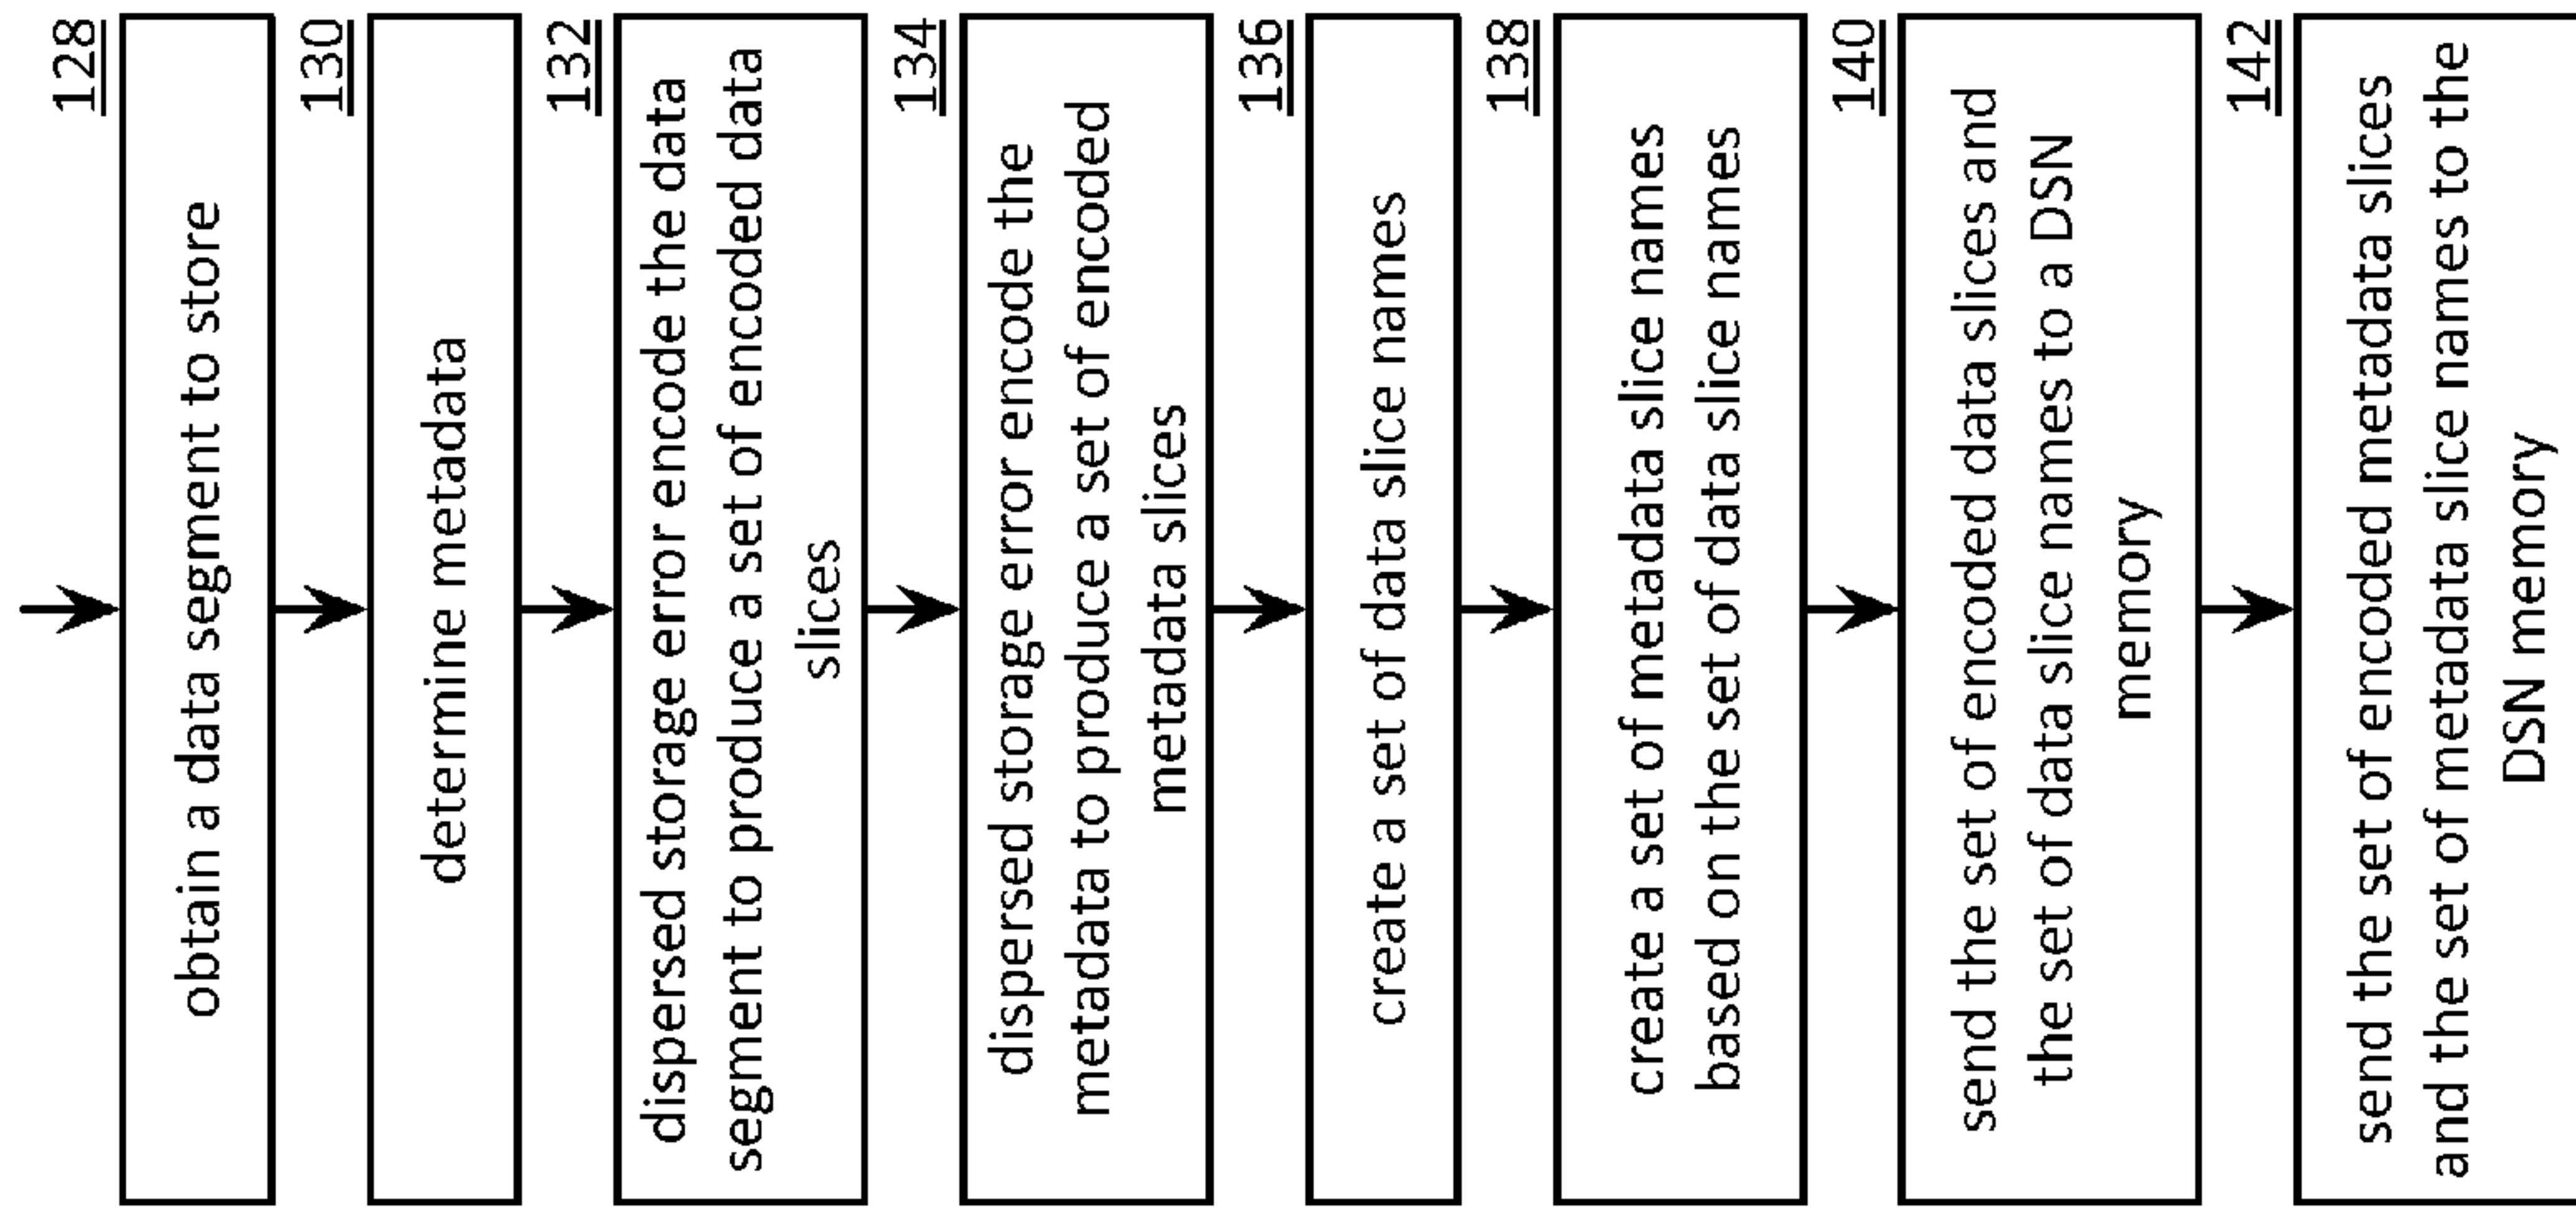 128
obtain a data segment to store
130
determine metadata
132
dispersed storage error encode the data
segment to produce a set of encoded data
slices
134
dispersed storage error encode the
metadata to produce a set of encoded
metadata slices
136
create a set of data slice names
138
create a set of metadata slice names
based on the set of data slice names
140
send the set of encoded data slices and
the set of data slice names to a DSN
memory
142
send the set of encoded metadata slices
and the set of metadata slice names to the
DSN memory